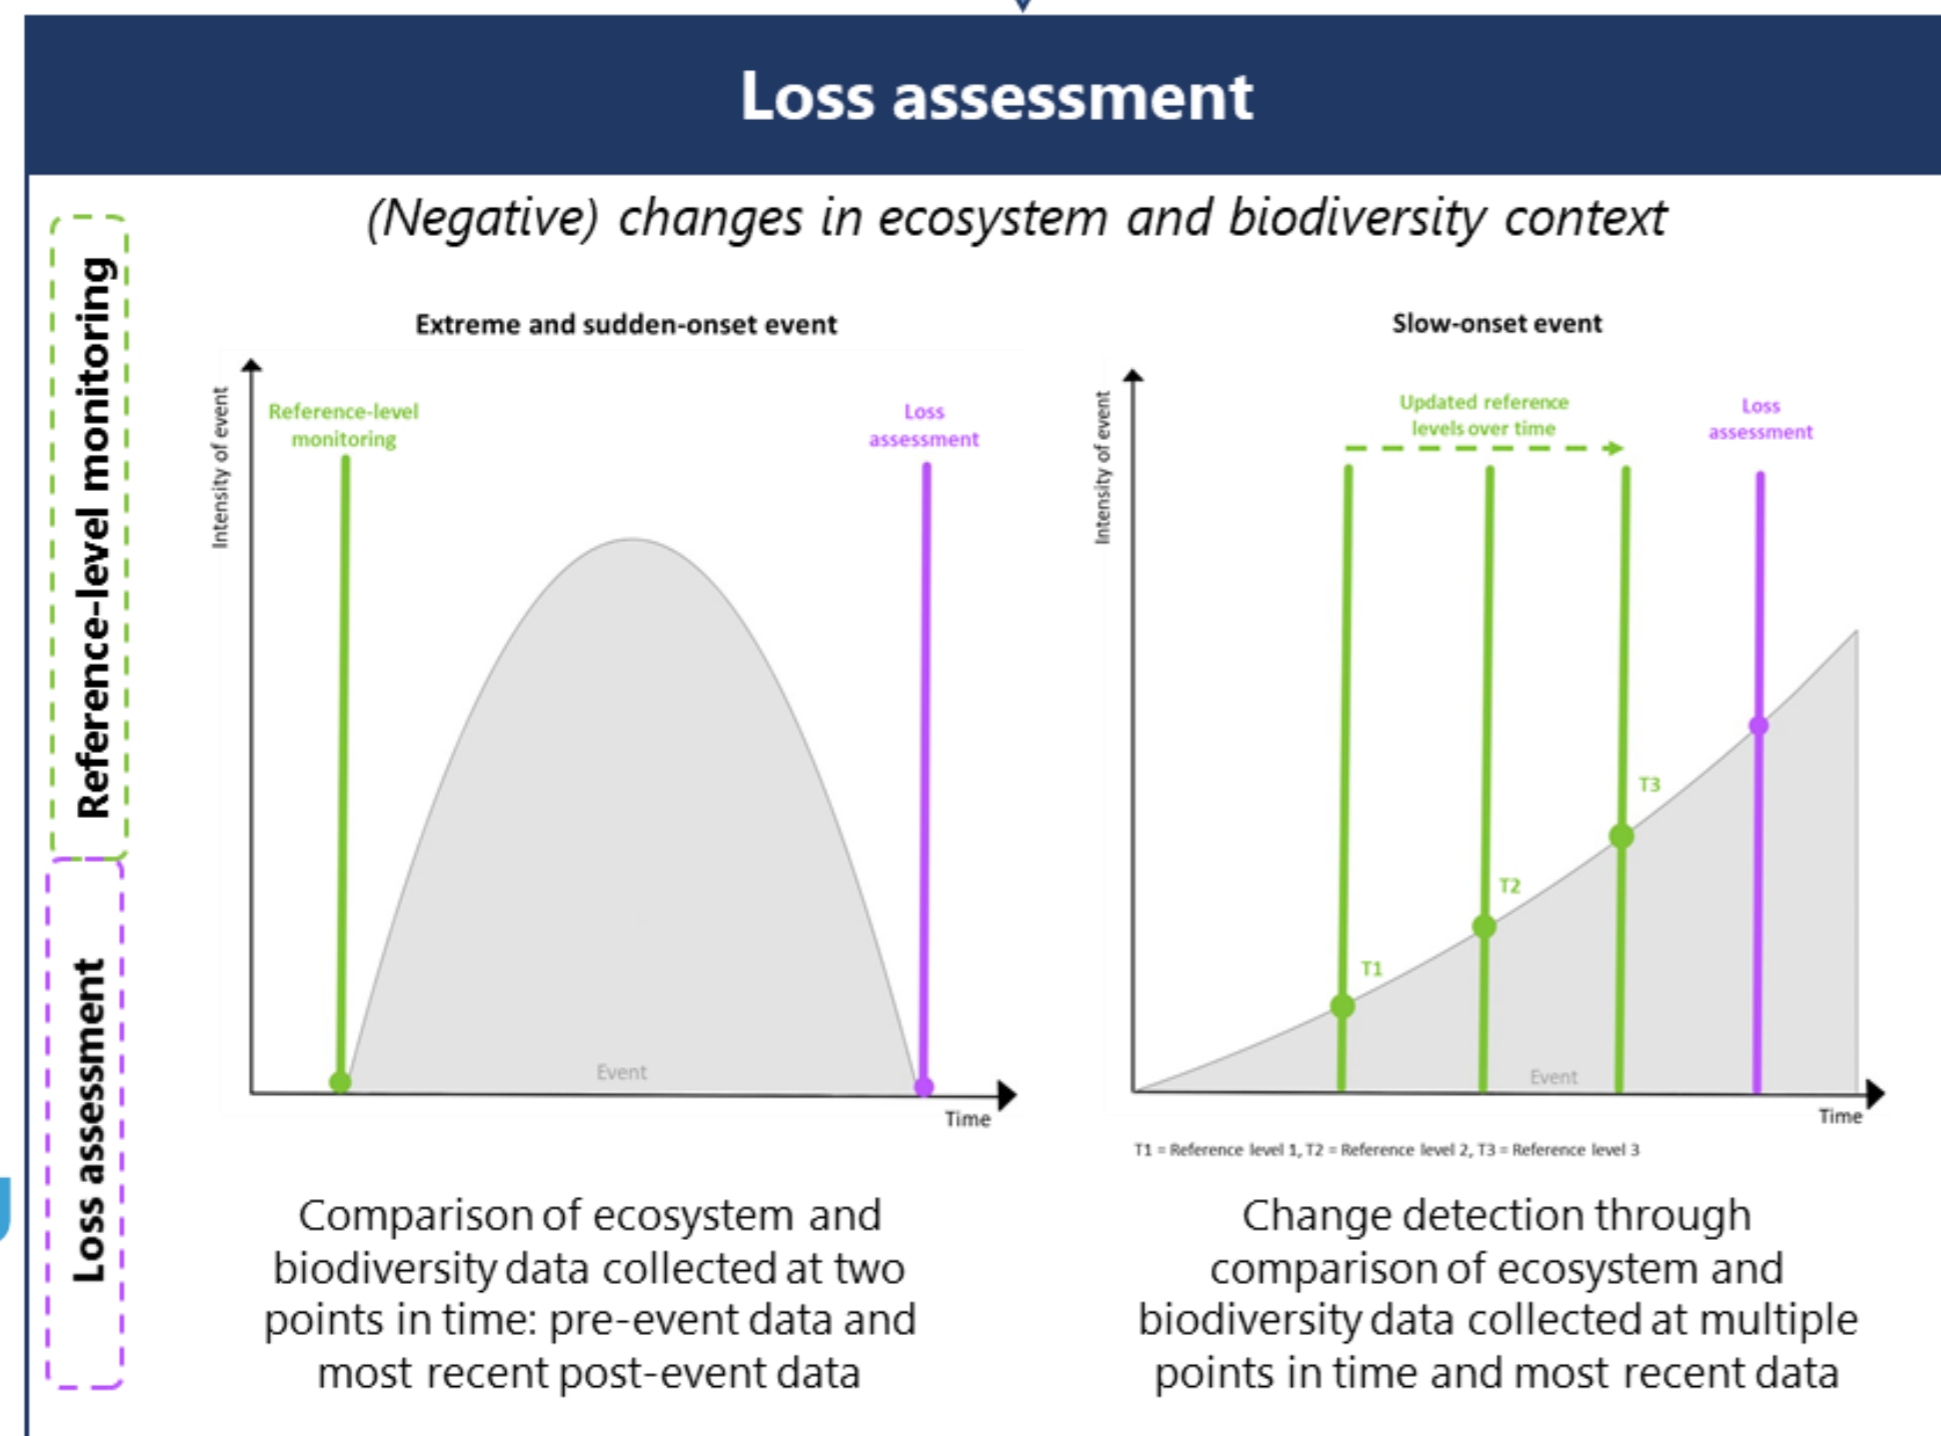 Loss assessment
(Negative) changes in ecosystem and biodiversity context
Reference-level monitoring
Loss assessment
Extreme and sudden-onset event
Intensity of event
Reference-level
monitoring
Loss
assessment
Event
Time
Comparison of ecosystem and
biodiversity data collected at two
points in time: pre-event data and
most recent post-event data
Slow-onset event
Intensity of event
Updated reference
levels over time
Loss
assessment
T1
T2
T3
Event
Time
T1 = Reference level 1, T2 = Reference level 2, T3 = Reference level 3
Change detection through
comparison of ecosystem and
biodiversity data collected at multiple
points in time and most recent data